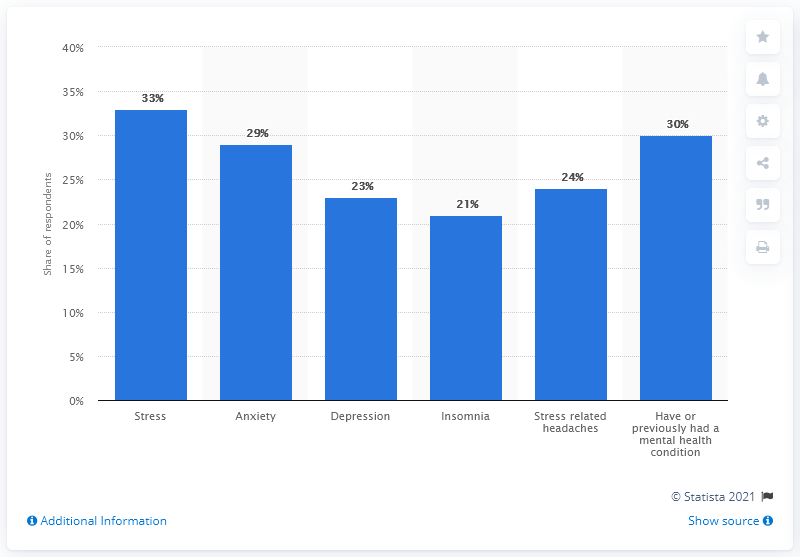 40%
35%
30%
25%
20%
15%
10%
5%
0%
Share of respondents
33%
29%
23%
21%
24%
30%
Stress
Anxiety
Depression
Insomnia
Stress related
headaches
Have or
previously had a
mental health
condition
© Statista 2021
Additional Information
Show source